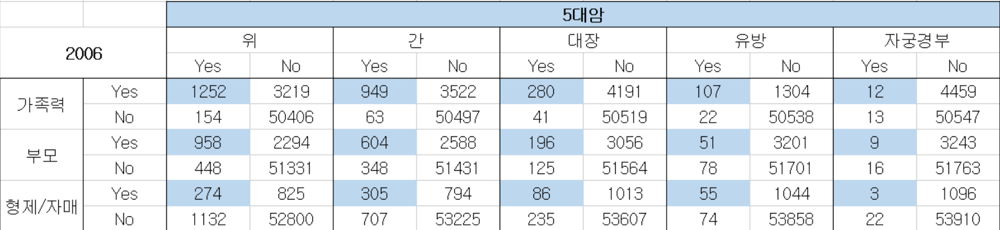 5대암
2006 위 간 대장 유방 자궁경부
Yes No Yes No Yes No Yes No Yes No
가족력 Yes 1252 3219 949 3522 280 4191 107 1304 12 4459
No 154 50406 63 50497 41 50519 22 50538 13 50547
부모 Yes 958 2294 604 2588 196 3056 51 3201 9 3243
No 448 51331 348 51431 125 51564 78 51701 16 51763
형제/자매 Yes 274 825 305 794 86 1013 55 1044 3 1096
No 1132 52800 707 53225 235 53607 74 53858 22 53910